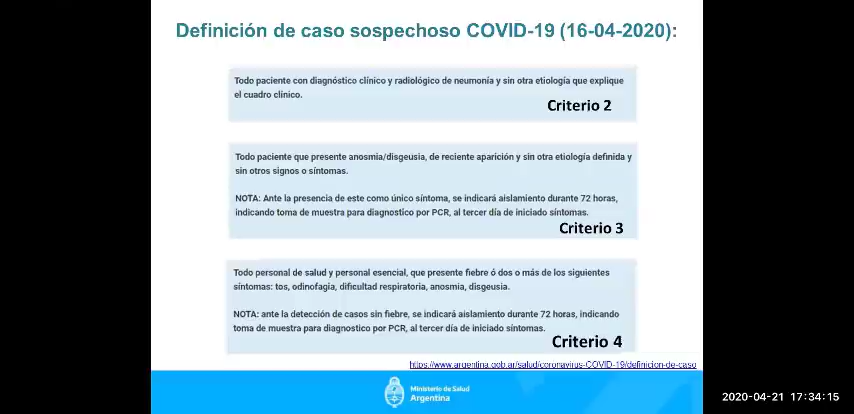 Definición de caso sospechoso COVID-19 (16-04-2020):
Todo paciente con diagnóstico clínico y radiológico de neumonía y sin otra etiología que explique
el cuadro clínico.
Criterio 2
Todo paciente que presente anosmia/disgeusia, de reciente aparición y sin otra etiología definida y
sin otros signos o síntomas.
NOTA: Ante la presencia de este como único síntoma, se indicará aislamiento durante 72 horas,
indicando toma de muestra para diagnostico por PCR, al tercer día de iniciado síntomas.
Criterio 3
Todo personal de salud y personal esencial, que presente fiebre ó dos o más de los siguientes
síntomas: tos, odinofagia, dificultad respiratoria, anosmia, disgeusia.
NOTA: ante la detección de casos sin fiebre, se indicará aislamiento durante 72 horas, indicando
toma de muestra para diagnostico por PCR, al tercer día de iniciado síntomas.
Criterio 4
https://www.argentina.gob.ar/salud/coronavirus-COVID-19/definicion-de-caso
Ministerio de Salud
Argentina
2020-04-21 17:34:15